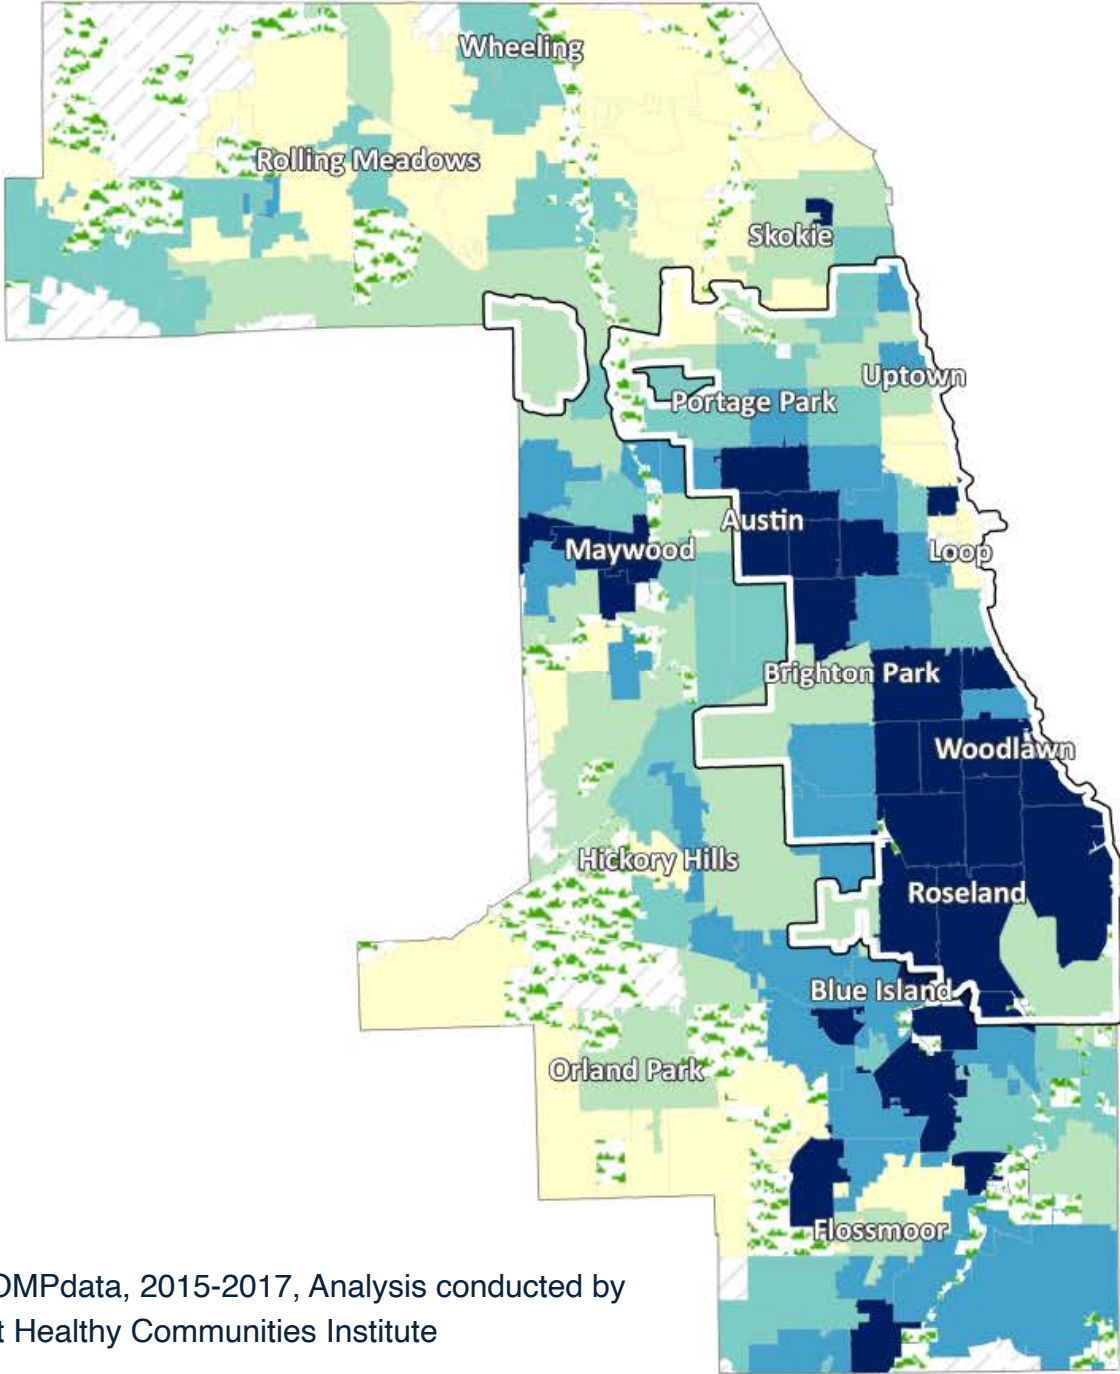 Wheeling
Rolling Meadows
Skokie
Uptown
Portage Park
Austin
Maywood
Loop
Brighton Park
Woodlawn
Hickory Hills
Roseland
Blue Island
Orland Park
Flossmoor
OMPdata, 2015-2017, Analysis conducted by
t Healthy Communities Institute